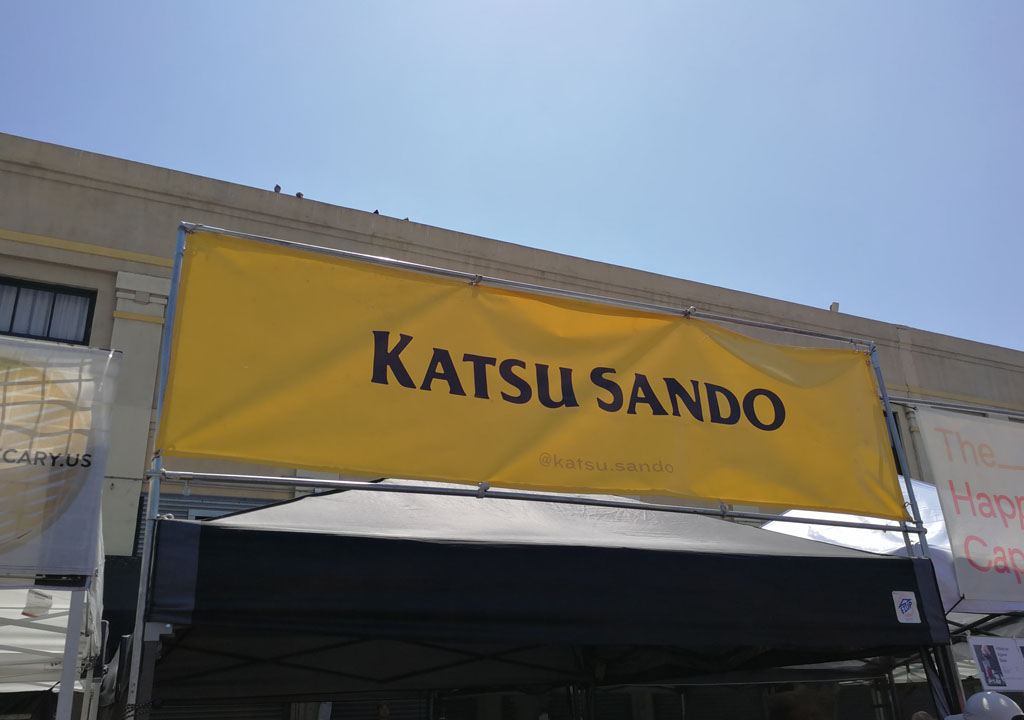 KATSU SANDO
@katsu.sando
CARY.US
The
Happ
Cap